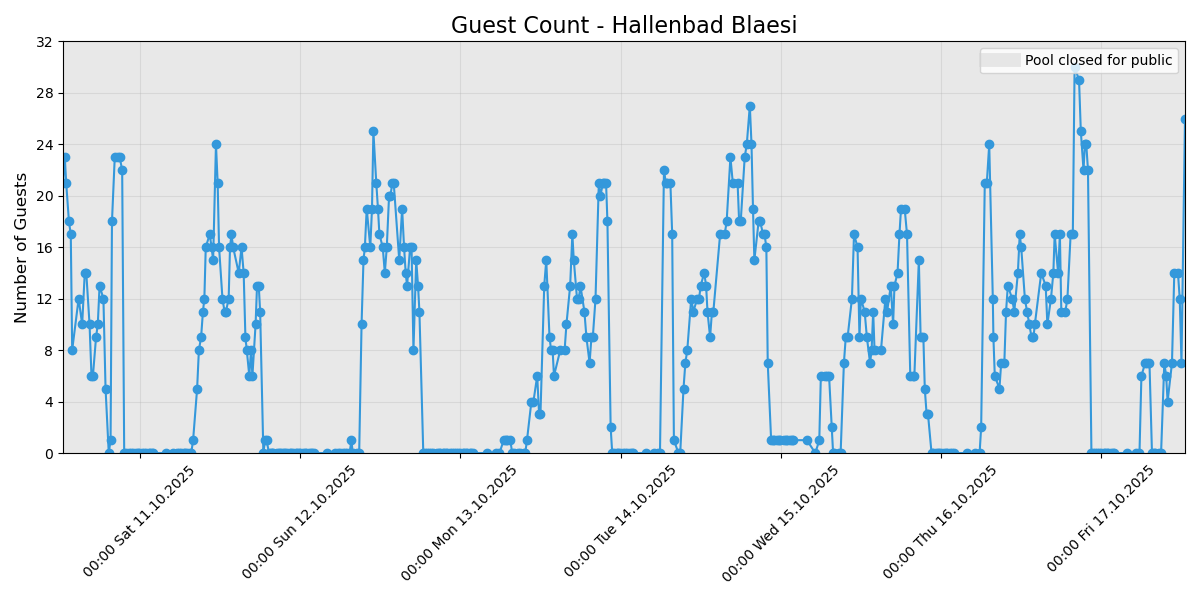 Guest Count - Hallenbad Blaesi
Pool closed for public
Number of Guests
32
28
24
20
16
12
8
4
0
00:00 Sat 11.10.2025
00:00 Sun 12.10.2025
00:00 Mon 13.10.2025
00:00 Tue 14.10.2025
00:00 Wed 15.10.2025
00:00 Thu 16.10.2025
00:00 Fri 17.10.2025